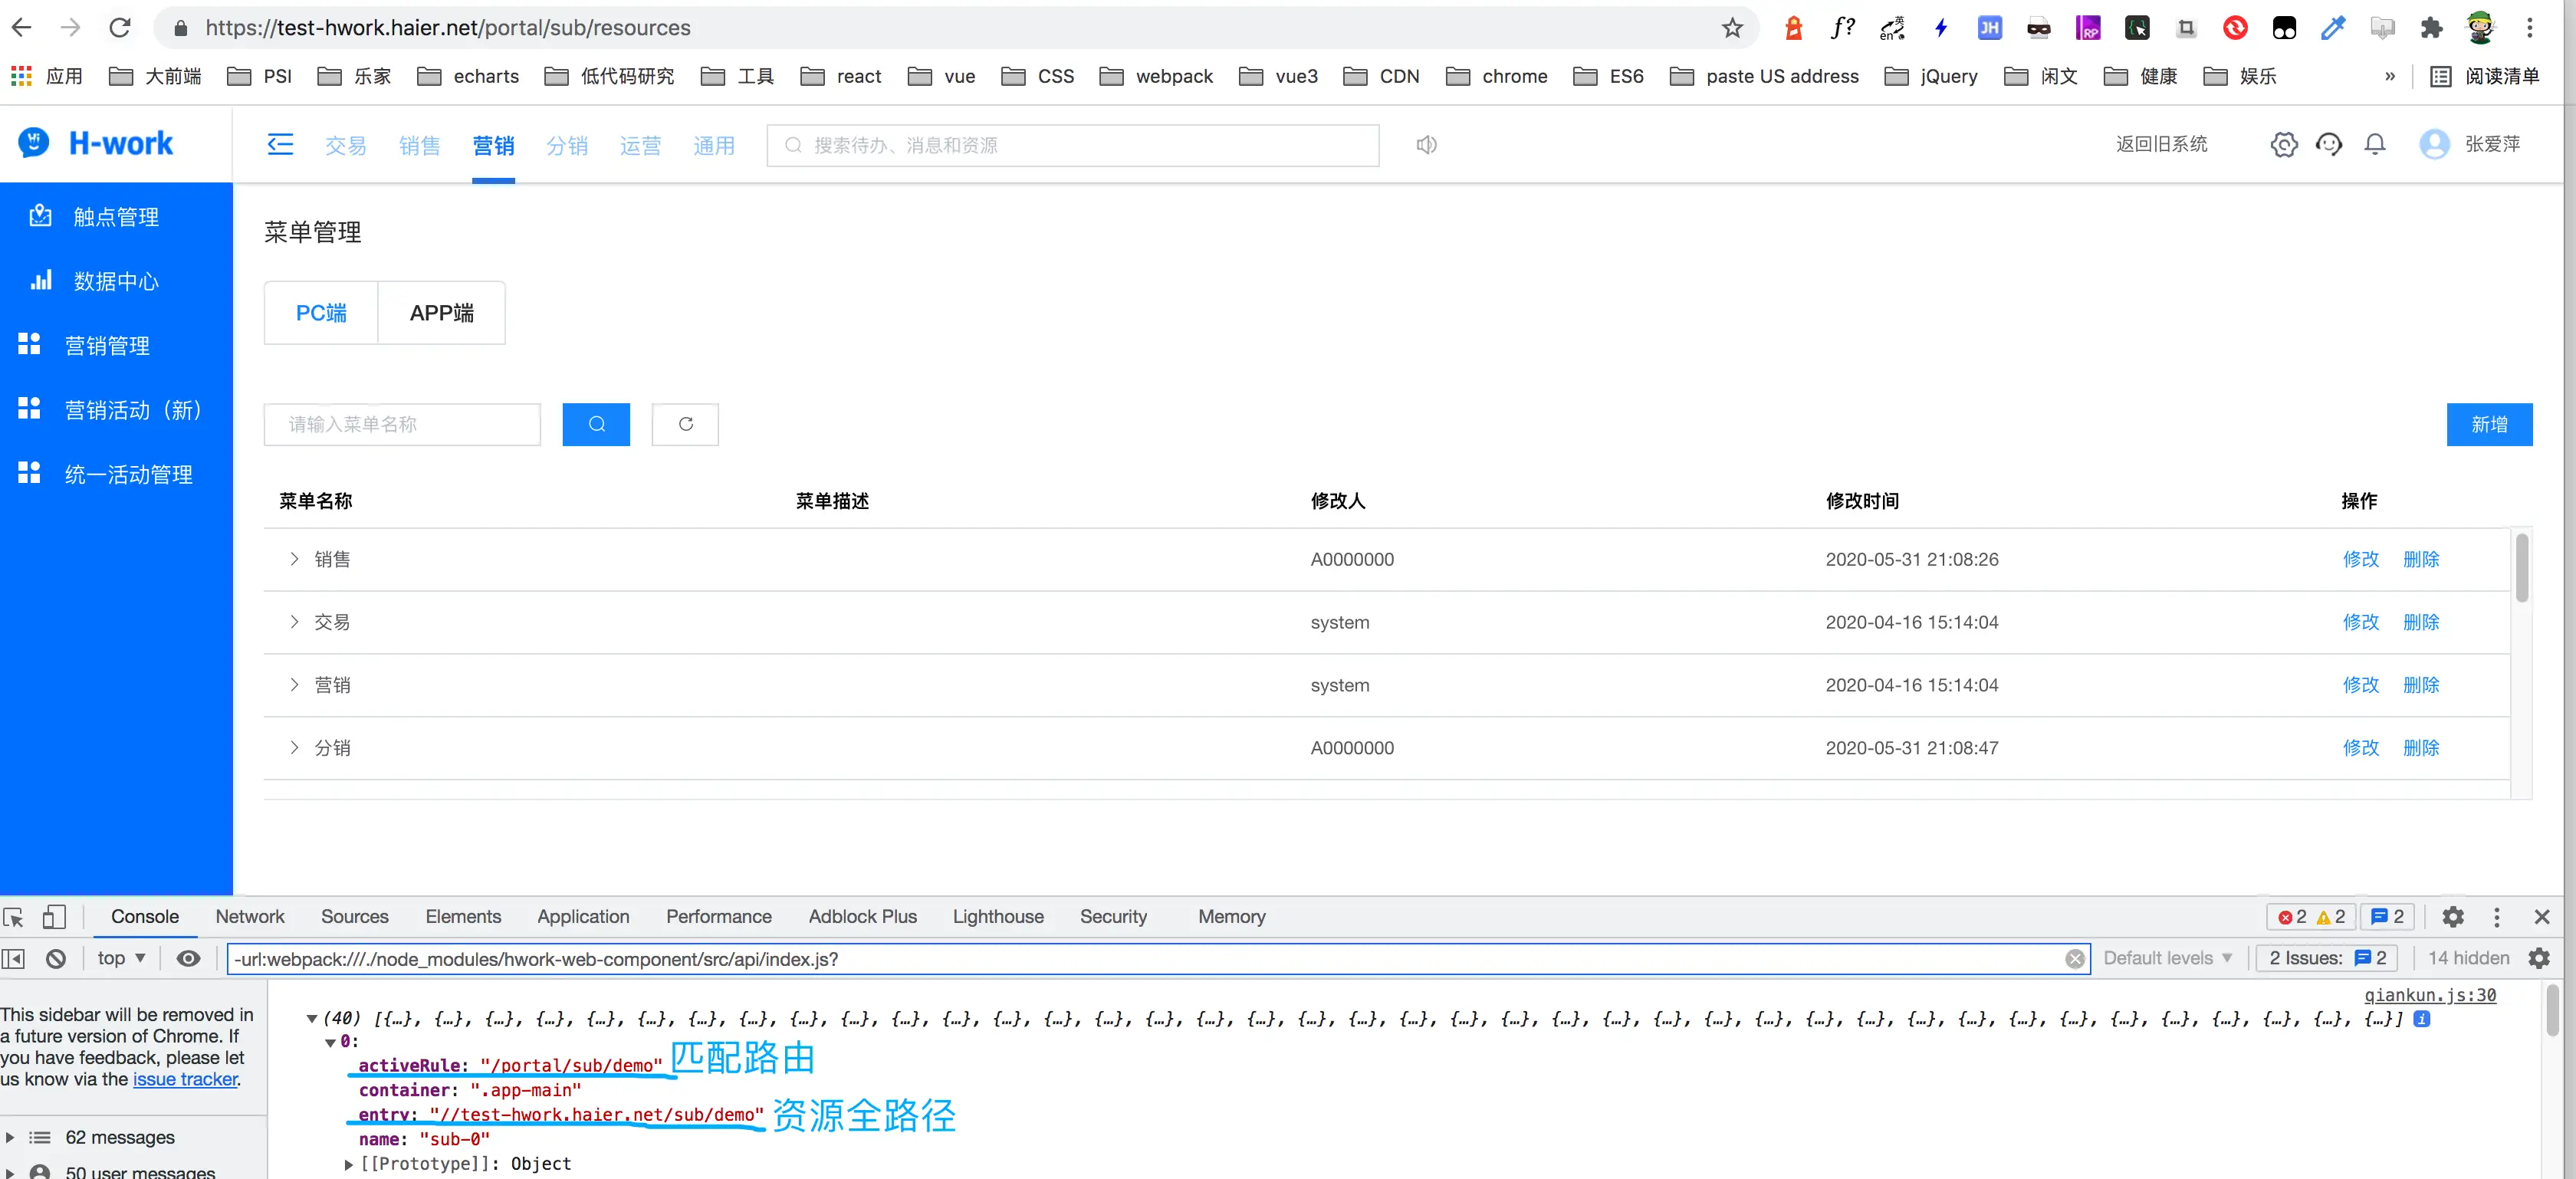 https://test-hwork.haier.net/portal/sub/resources
应用 大前端 PSI 乐家 echarts 低代码研究 工具 react vue CSS webpack vue3 CDN chrome ES6 paste US address jQuery 闲文 健康 娱乐 » 阅读清单
H-work 交易 销售 营销 分销 运营 通用 搜索待办、消息和资源 返回旧系统 张爱萍
触点管理
数据中心
营销管理
营销活动（新）
统一活动管理
菜单管理
PC端 APP端
请输入菜单名称 新增
菜单名称 菜单描述 修改人 修改时间 操作
销售 A0000000 2020-05-31 21:08:26 修改 删除
交易 system 2020-04-16 15:14:04 修改 删除
营销 system 2020-04-16 15:14:04 修改 删除
分销 A0000000 2020-05-31 21:08:47 修改 删除
Console Network Sources Elements Application Performance Adblock Plus Lighthouse Security Memory 2 2 2
top -url:webpack:///./node_modules/hwork-web-component/src/api/index.js? Default levels 2 Issues: 2 14 hidden
This sidebar will be removed in
a future version of Chrome. If
you have feedback, please let
us know via the issue tracker.
62 messages
50 user messages
qiankun.js:30
(40) [{…}, {…}, {…}, {…}, {…}, {…}, {…}, {…}, {…}, {…}, {…}, {…}, {…}, {…}, {…}, {…}, {…}, {…}, {…}, {…}, {…}, {…}, {…}, {…}, {…}, {…}, {…}, {…}, {…}, {…}, {…}, {…}, {…}, {…}, {…}, {…}, {…}, {…}, {…}, {…}]
0:
activeRule: "/portal/sub/demo" 匹配路由
container: ".app-main"
entry: "//test-hwork.haier.net/sub/demo" 资源全路径
name: "sub-0"
[[Prototype]]: Object